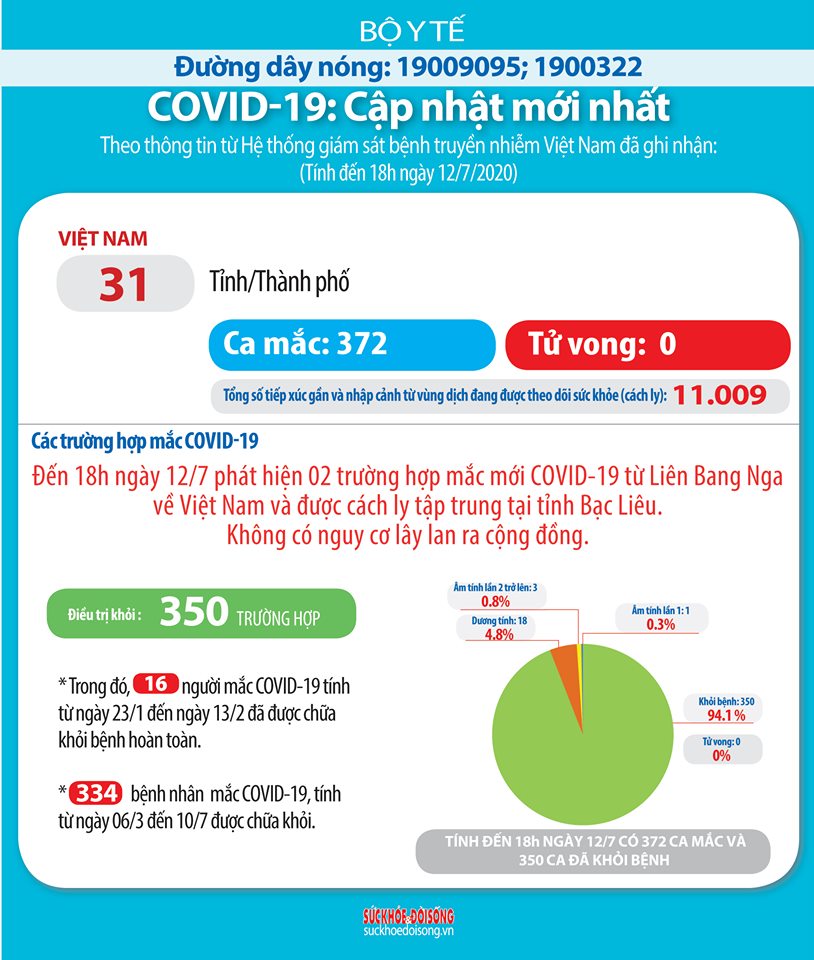 BỘ Y TẾ
Đường dây nóng: 19009095; 1900322
COVID-19: Cập nhật mới nhất
Theo thông tin từ Hệ thống giám sát bệnh truyền nhiễm Việt Nam đã ghi nhận:
(Tính đến 18h ngày 12/7/2020)
VIỆT NAM
31 Tỉnh/Thành phố
Ca mắc: 372
Tử vong: 0
Tổng số tiếp xúc gần và nhập cảnh từ vùng dịch đang được theo dõi sức khỏe (cách ly): 11.009
Các trường hợp mắc COVID-19
Đến 18h ngày 12/7 phát hiện 02 trường hợp mắc mới COVID-19 từ Liên Bang Nga
về Việt Nam và được cách ly tập trung tại tỉnh Bạc Liêu.
Không có nguy cơ lây lan ra cộng đồng.
Điều trị khỏi : 350 TRƯỜNG HỢP
* Trong đó, 16 người mắc COVID-19 tính
từ ngày 23/1 đến ngày 13/2 đã được chữa
khỏi bệnh hoàn toàn.
* 334 bệnh nhân mắc COVID-19, tính
từ ngày 06/3 đến 10/7 được chữa khỏi.
Âm tính lần 2 trở lên: 3
0.8%
Dương tính: 18
4.8%
Âm tính lần 1: 1
0.3%
Khỏi bệnh: 350
94.1 %
Tử vong: 0
0%
TÍNH ĐẾN 18h NGÀY 12/7 CÓ 372 CA MẮC VÀ
350 CA ĐÃ KHỎI BỆNH
SỨC KHỎE & ĐỜI SỐNG
suckhoedoisong.vn